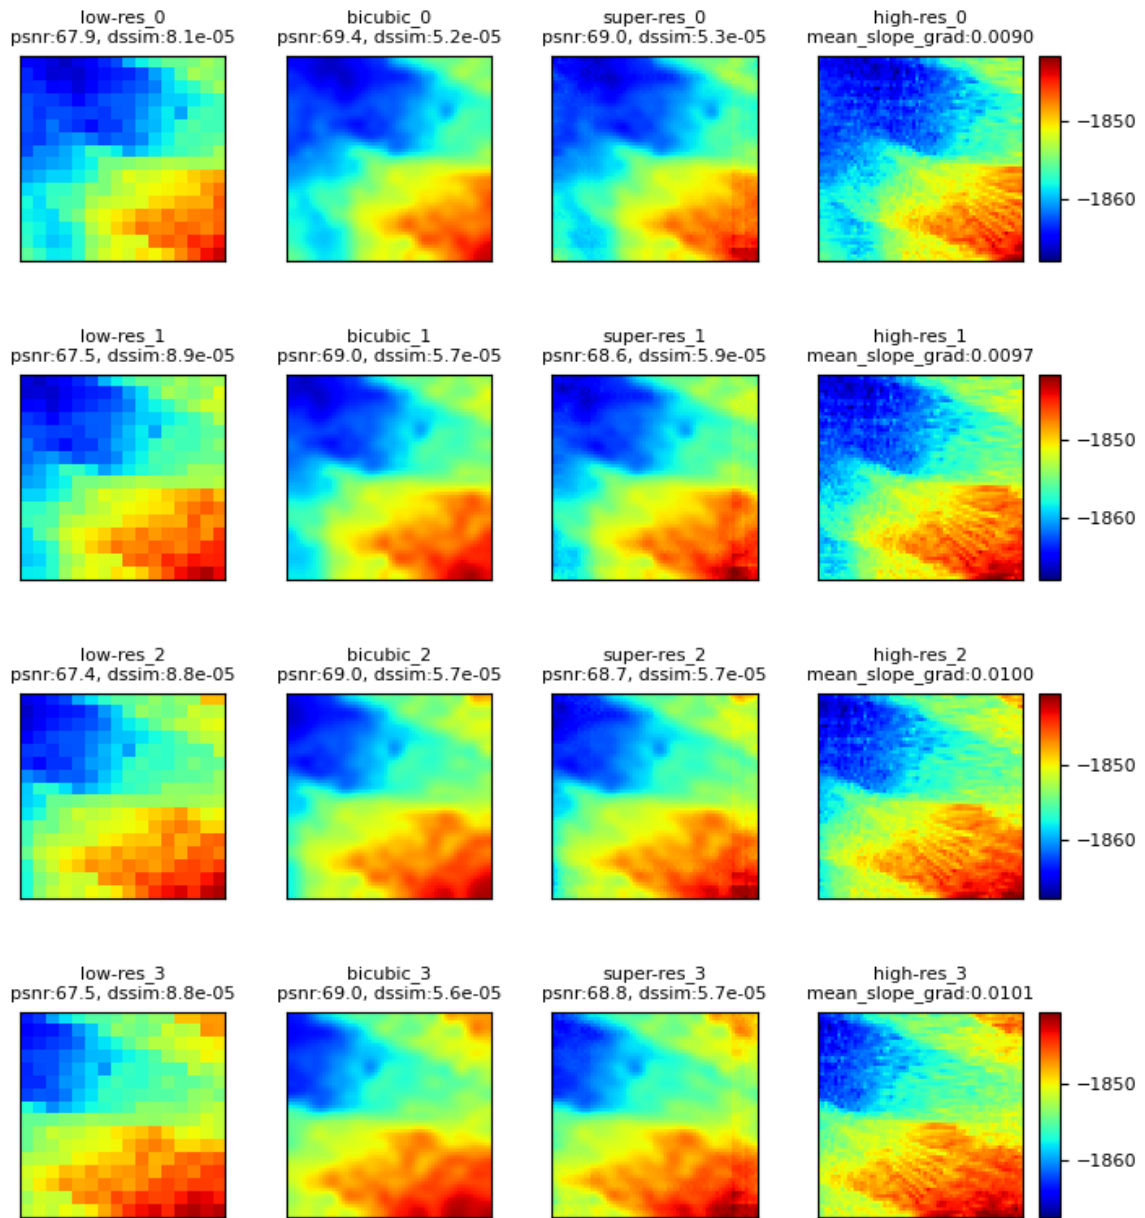 low-res_0
psnr:67.9, dssim:8.1e-05
bicubic_0
psnr:69.4, dssim:5.2e-05
super-res_0
psnr:69.0, dssim:5.3e-05
high-res_0
mean_slope_grad:0.0090
−1850
−1860
low-res_1
psnr:67.5, dssim:8.9e-05
bicubic_1
psnr:69.0, dssim:5.7e-05
super-res_1
psnr:68.6, dssim:5.9e-05
high-res_1
mean_slope_grad:0.0097
−1850
−1860
low-res_2
psnr:67.4, dssim:8.8e-05
bicubic_2
psnr:69.0, dssim:5.7e-05
super-res_2
psnr:68.7, dssim:5.7e-05
high-res_2
mean_slope_grad:0.0100
−1850
−1860
low-res_3
psnr:67.5, dssim:8.8e-05
bicubic_3
psnr:69.0, dssim:5.6e-05
super-res_3
psnr:68.8, dssim:5.7e-05
high-res_3
mean_slope_grad:0.0101
−1850
−1860